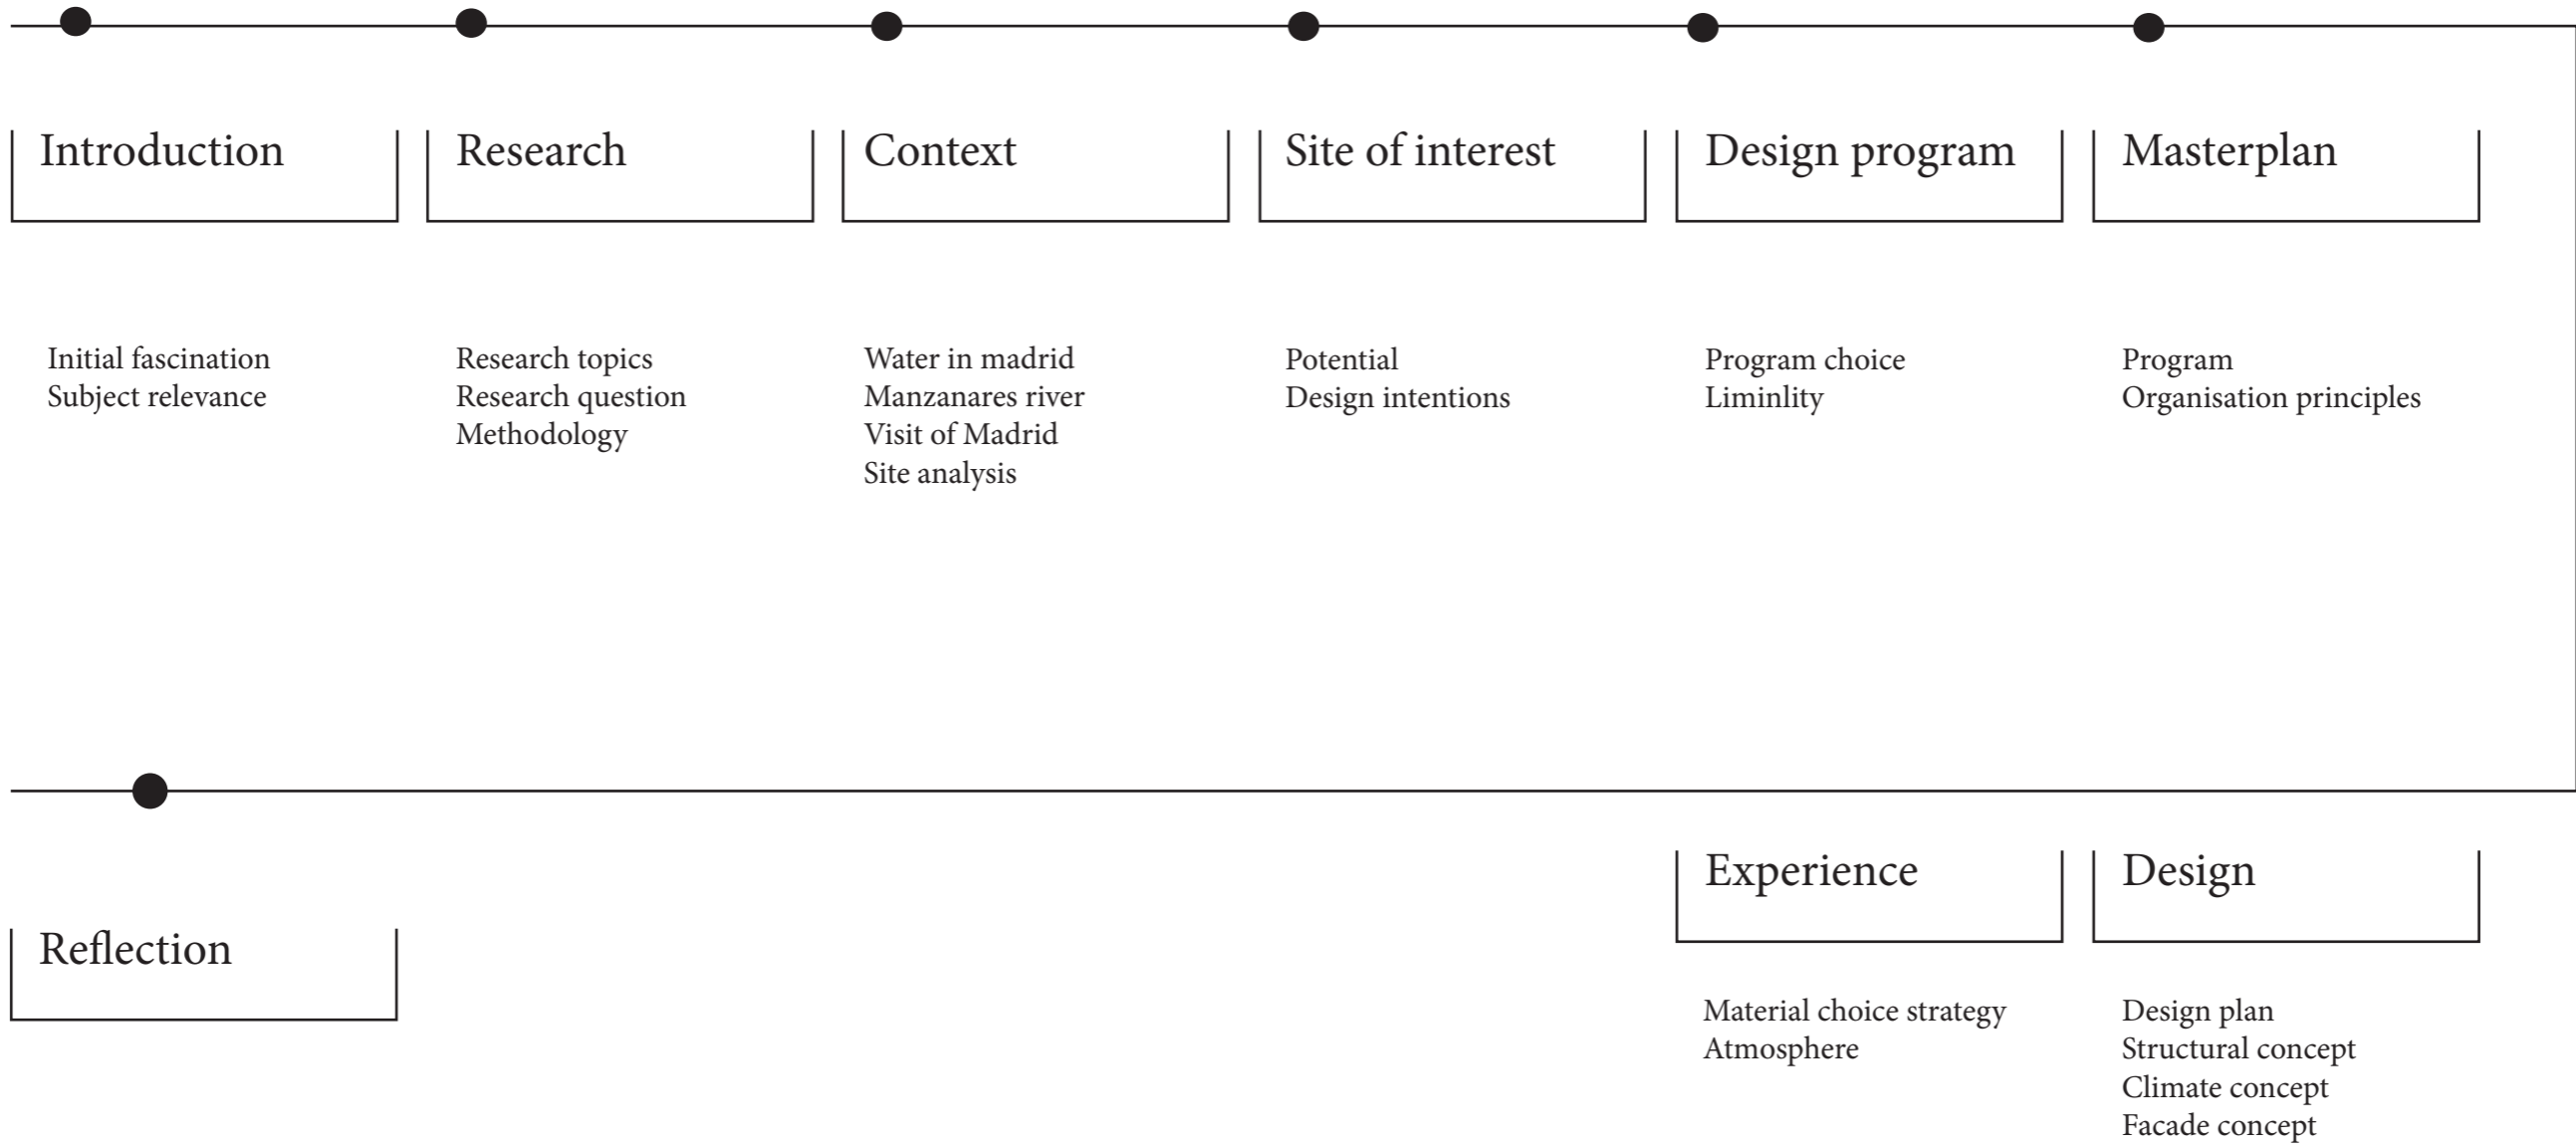 Introduction
Research
Context
Site of interest
Design program
Masterplan
Initial fascination
Subject relevance
Research topics
Research question
Methodology
Water in madrid
Manzanares river
Visit of Madrid
Site analysis
Potential
Design intentions
Program choice
Liminlity
Program
Organisation principles
Reflection
Experience
Design
Material choice strategy
Atmosphere
Design plan
Structural concept
Climate concept
Facade concept